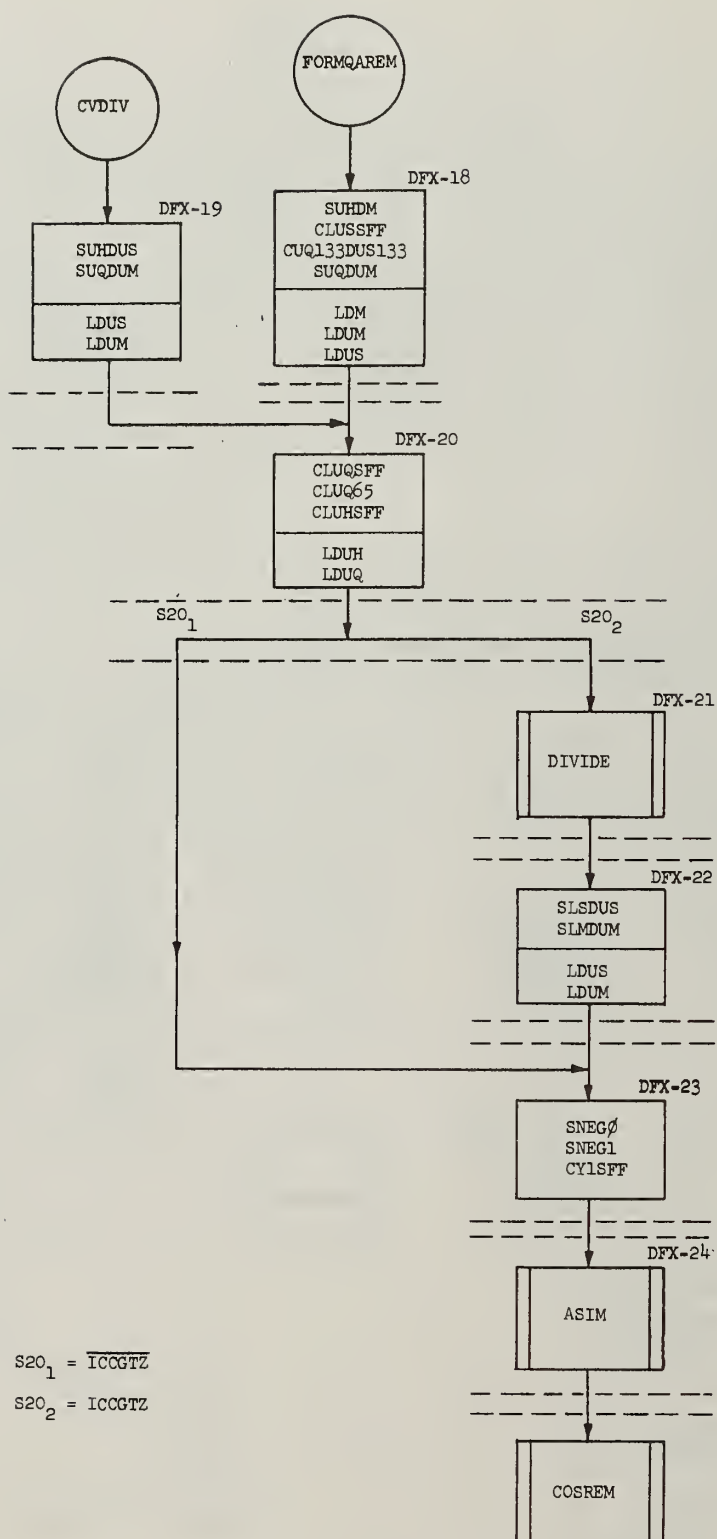 FORMQAREM
CVDIV
DFX-18
DFX-19
SUHDM
CLUSSFF
CUQ133DUS133
SUQDUM
SUHDUS
SUQDUM
LDM
LDUM
LDUS
LDUS
LDUM
DFX-20
CLUQSFF
CLUQ65
CLUHSFF
LDUH
LDUQ
S20₁
S20₂
DFX-21
DIVIDE
DFX-22
SLSDUS
SLMDUM
LDUS
LDUM
DFX-23
SNEGØ
SNEG1
CY1SFF
DFX-24
ASIM
S20₁ = \overline{ICCGTZ}
S20₂ = ICCGTZ
COSREM